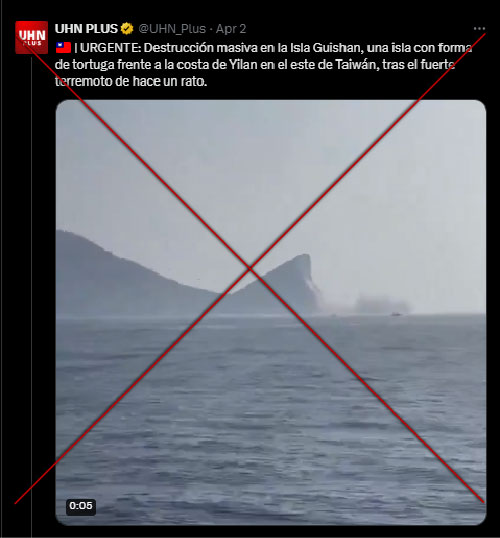 UHN PLUS @UHN_Plus · Apr 2
UHN
PLUS
| URGENTE: Destrucción masiva en la Isla Guishan, una isla con forma
de tortuga frente a la costa de Yilan en el este de Taiwán, tras el fuerte
terremoto de hace un rato.
0:05